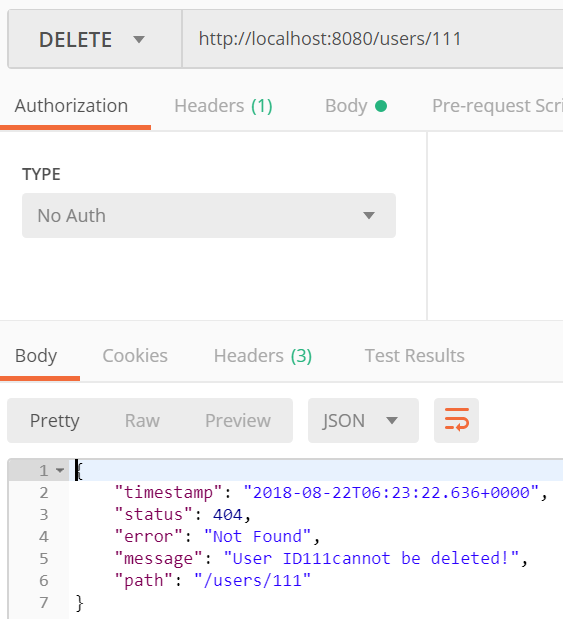 DELETE http://localhost:8080/users/111
Authorization Headers (1) Body Pre-request Scri
TYPE
No Auth
Body Cookies Headers (3) Test Results
Pretty Raw Preview JSON
1 {
2 "timestamp": "2018-08-22T06:23:22.636+0000",
3 "status": 404,
4 "error": "Not Found",
5 "message": "User ID111cannot be deleted!",
6 "path": "/users/111"
7 }